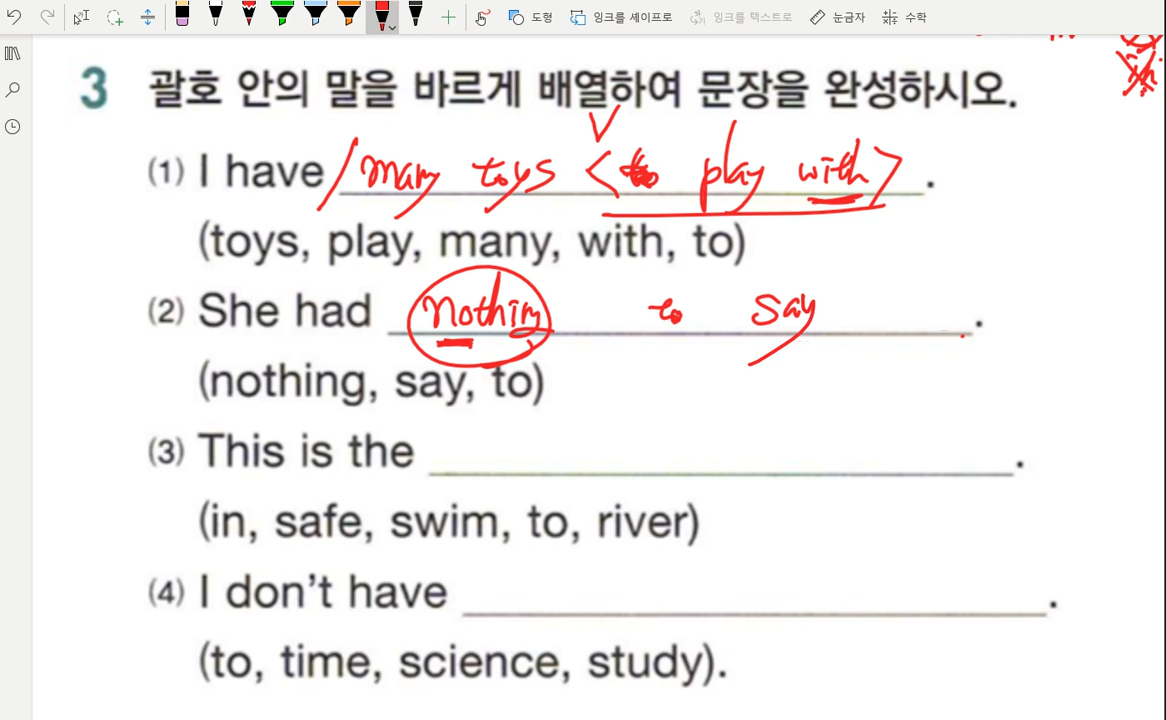 도형
잉크를 셰이프로
잉크를 텍스트로
눈금자
수학
3 괄호 안의 말을 바르게 배열하여 문장을 완성하시오.
(1) I have / many toys < to play with > .
(toys, play, many, with, to)
(2) She had nothing to say .
(nothing, say, to)
(3) This is the .
(in, safe, swim, to, river)
(4) I don't have .
(to, time, science, study).